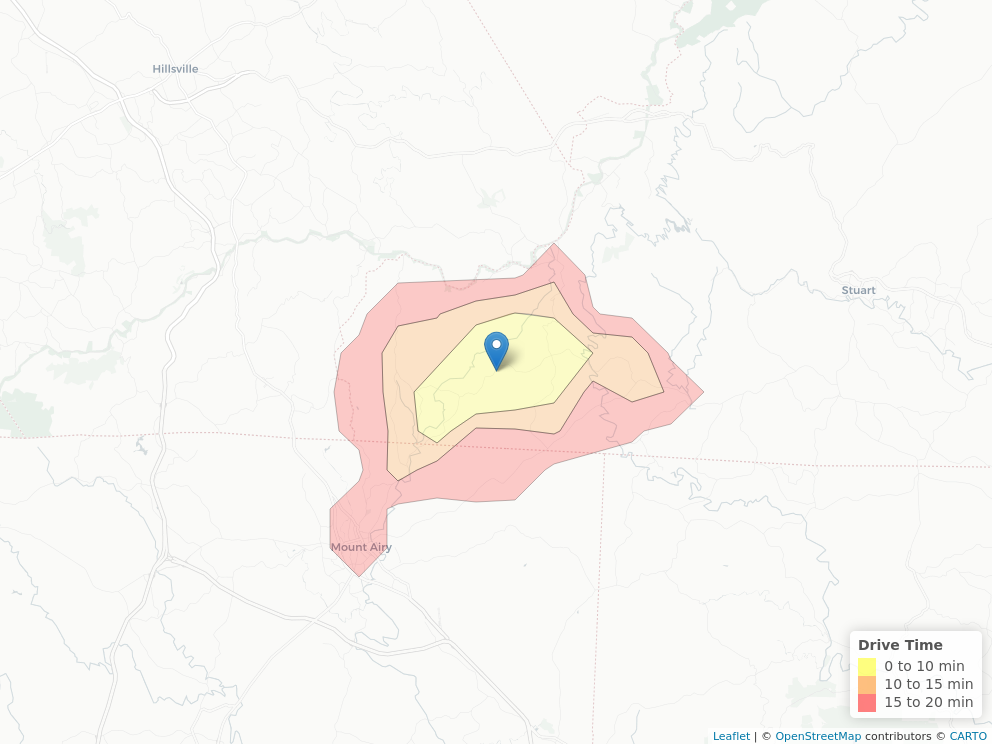 Hillsville
Stuart
Mount Airy
Drive Time
0 to 10 min
10 to 15 min
15 to 20 min
Leaflet | © OpenStreetMap contributors © CARTO